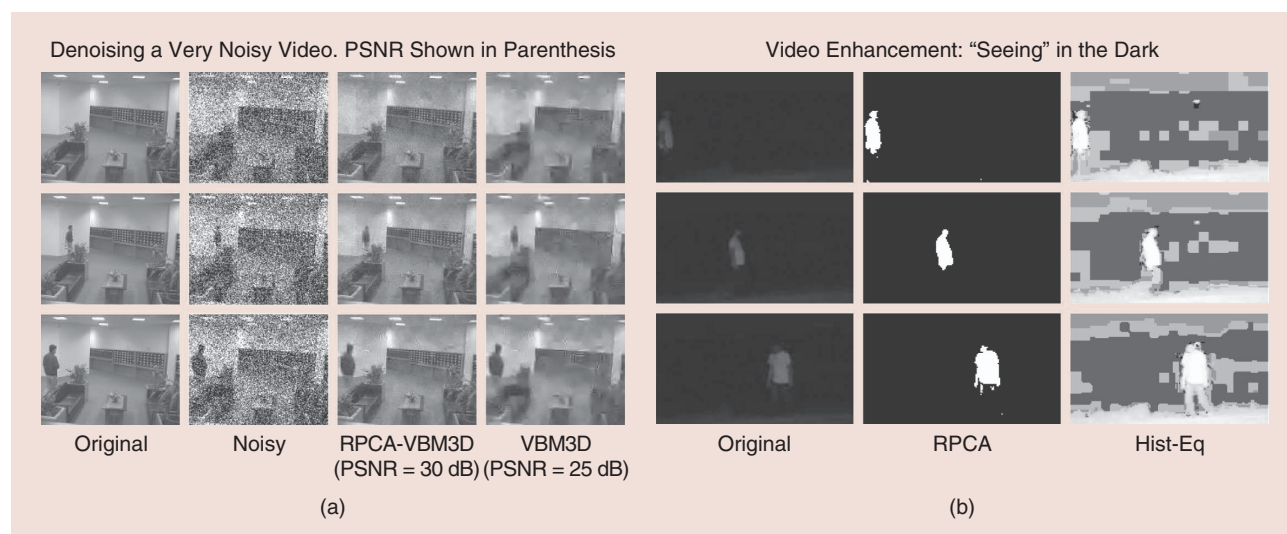 Denoising a Very Noisy Video. PSNR Shown in Parenthesis
Original
Noisy
RPCA-VBM3D
(PSNR = 30 dB)
VBM3D
(PSNR = 25 dB)
(a)
Video Enhancement: “Seeing” in the Dark
Original
RPCA
Hist-Eq
(b)